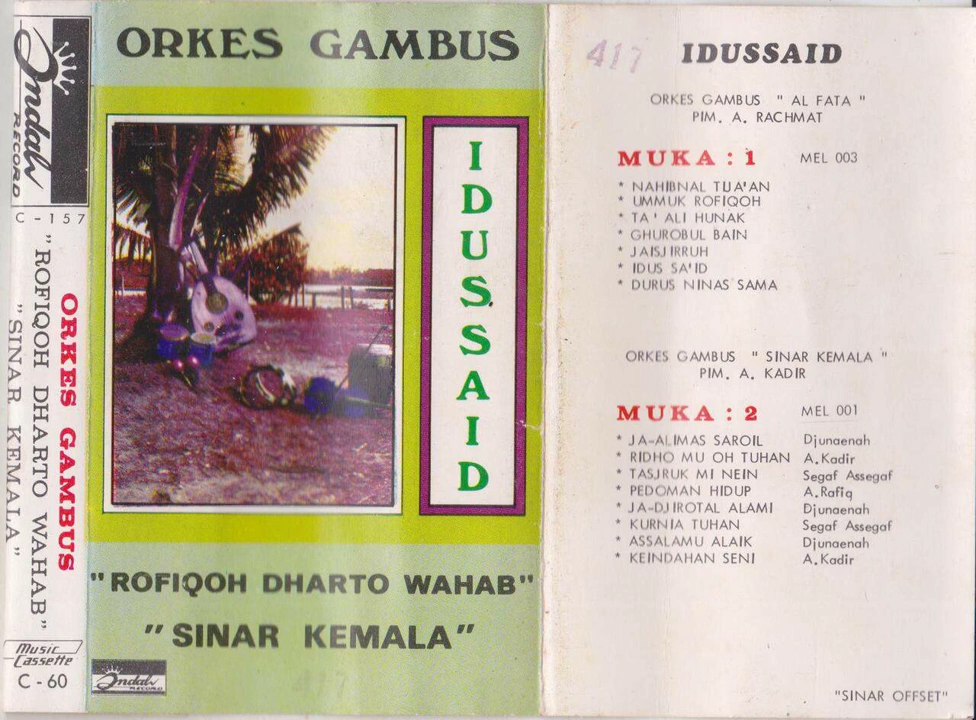 Indah
RECORD
C - 157
ORKES GAMBUS
"ROFIQOH DHARTO WAHAB"
"SINAR KEMALA"
Music
Cassette
C - 60
ORKES GAMBUS
IDUSSAID
"ROFIQOH DHARTO WAHAB"
"SINAR KEMALA"
Indah
RECORD
417
417
IDUSSAID
ORKES GAMBUS " AL FATA "
PIM. A. RACHMAT
MUKA : 1 MEL 003
* NAHIBNAL TIJA'AN
* UMMUK ROFIQOH
* TA' ALI HUNAK
* GHUROBUL BAIN
* JAISJIRRUH
* IDUS SA'ID
* DURUS NINAS SAMA
ORKES GAMBUS " SINAR KEMALA "
PIM. A. KADIR
MUKA : 2 MEL 001
* JA-ALIMAS SAROIL Djunaenah
* RIDHO MU OH TUHAN A.Kadir
* TASJRUK MI NEIN Segaf Assegaf
* PEDOMAN HIDUP A.Rafiq
* JA-DJIROTAL ALAMI Djunaenah
* KURNIA TUHAN Segaf Assegaf
* ASSALAMU ALAIK Djunaenah
* KEINDAHAN SENI A.Kadir
"SINAR OFFSET"